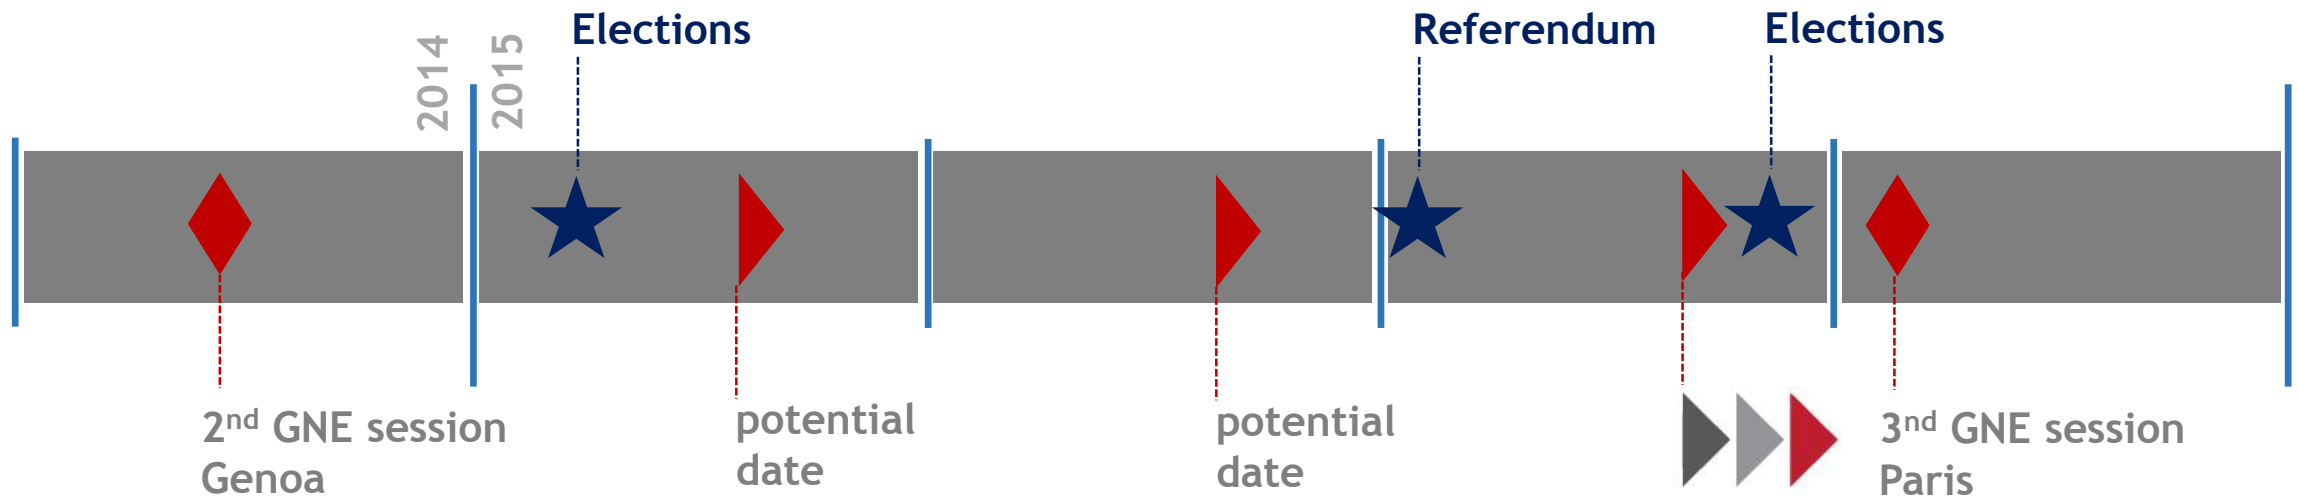 2014
2015
Elections
Referendum
Elections
2nd GNE session
Genoa
potential
date
potential
date
3nd GNE session
Paris